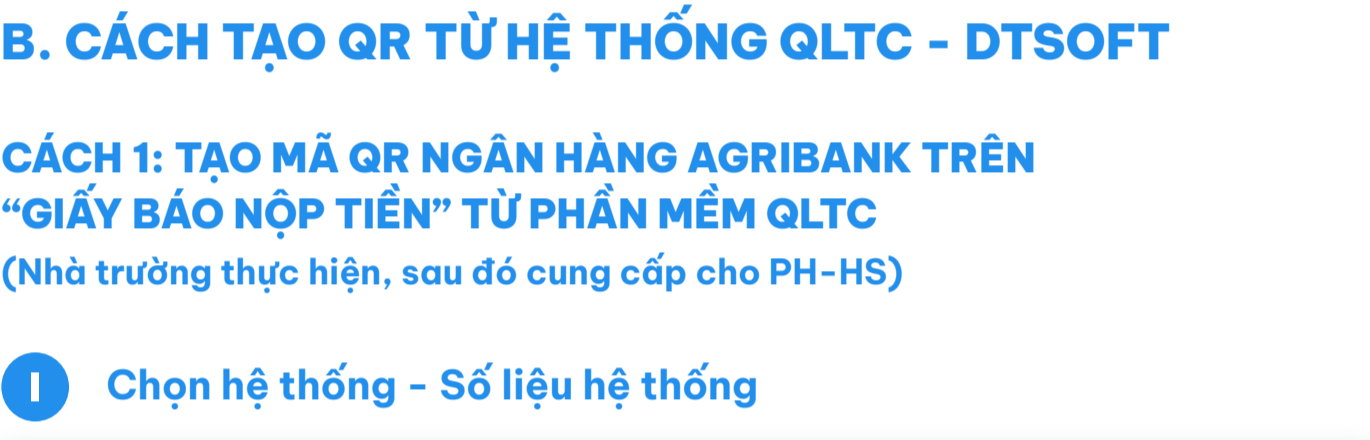 B. CÁCH TẠO QR TỪ HỆ THỐNG QLTC - DTSOFT
CÁCH 1: TẠO MÃ QR NGÂN HÀNG AGRIBANK TRÊN
“GIẤY BÁO NỘP TIỀN” TỪ PHẦN MỀM QLTC
(Nhà trường thực hiện, sau đó cung cấp cho PH-HS)
I Chọn hệ thống - Số liệu hệ thống